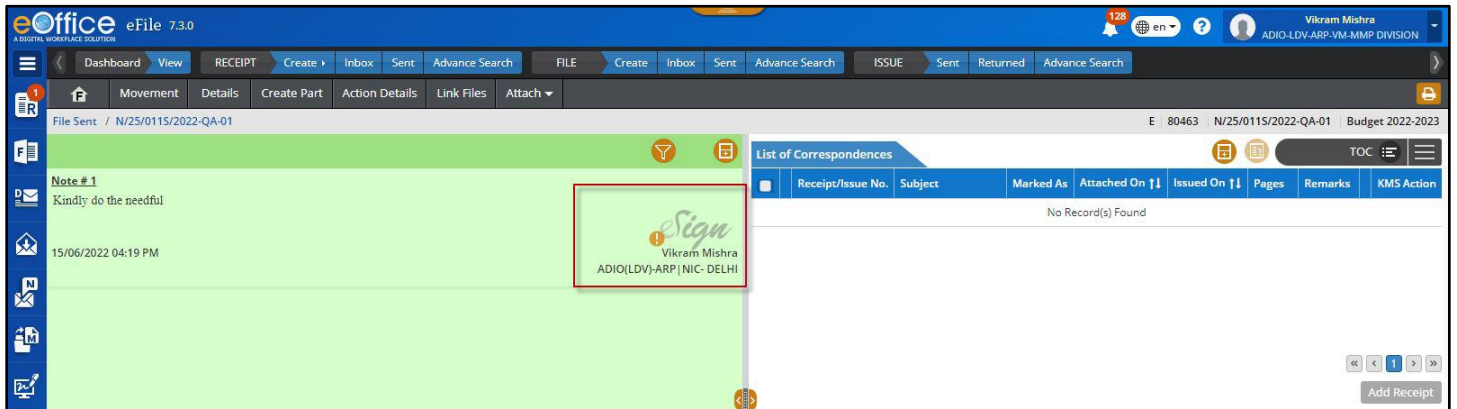 eOffice eFile 7.3.0
A DIGITAL WORKPLACE SOLUTION
128 en ? Vikram Mishra
ADIO-LDV-ARP-VM-MMP DIVISION
Dashboard View RECEIPT Create Inbox Sent Advance Search FILE Create Inbox Sent Advance Search ISSUE Sent Returned Advance Search
1 R
F Movement Details Create Part Action Details Link Files Attach
File Sent / N/25/011S/2022-QA-01 E 80463 N/25/011S/2022-QA-01 Budget 2022-2023
F
List of Correspondences TOC
Receipt/Issue No. Subject Marked As Attached On Issued On Pages Remarks KMS Action
No Record(s) Found
Note # 1
Kindly do the needful
D
eSign
15/06/2022 04:19 PM Vikram Mishra
ADIO(LDV)-ARP|NIC- DELHI
N
M
« < 1 > »
Add Receipt